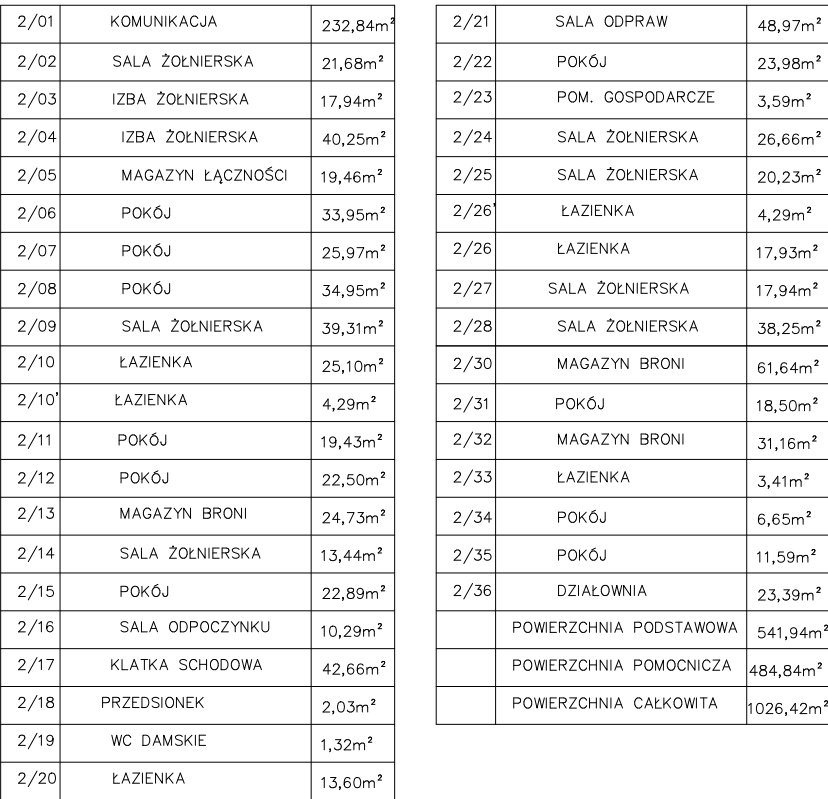 2/01 KOMUNIKACJA 232,84m²
2/02 SALA ŻOŁNIERSKA 21,68m²
2/03 IZBA ŻOŁNIERSKA 17,94m²
2/04 IZBA ŻOŁNIERSKA 40,25m²
2/05 MAGAZYN ŁĄCZNOŚCI 19,46m²
2/06 POKÓJ 33,95m²
2/07 POKÓJ 25,97m²
2/08 POKÓJ 34,95m²
2/09 SALA ŻOŁNIERSKA 39,31m²
2/10 ŁAZIENKA 25,10m²
2/10' ŁAZIENKA 4,29m²
2/11 POKÓJ 19,43m²
2/12 POKÓJ 22,50m²
2/13 MAGAZYN BRONI 24,73m²
2/14 SALA ŻOŁNIERSKA 13,44m²
2/15 POKÓJ 22,89m²
2/16 SALA ODPOCZYNKU 10,29m²
2/17 KLATKA SCHODOWA 42,66m²
2/18 PRZEDSIONEK 2,03m²
2/19 WC DAMSKIE 1,32m²
2/20 ŁAZIENKA 13,60m²
2/21 SALA ODPRAW 48,97m²
2/22 POKÓJ 23,98m²
2/23 POM. GOSPODARCZE 3,59m²
2/24 SALA ŻOŁNIERSKA 26,66m²
2/25 SALA ŻOŁNIERSKA 20,23m²
2/26' ŁAZIENKA 4,29m²
2/26 ŁAZIENKA 17,93m²
2/27 SALA ŻOŁNIERSKA 17,94m²
2/28 SALA ŻOŁNIERSKA 38,25m²
2/30 MAGAZYN BRONI 61,64m²
2/31 POKÓJ 18,50m²
2/32 MAGAZYN BRONI 31,16m²
2/33 ŁAZIENKA 3,41m²
2/34 POKÓJ 6,65m²
2/35 POKÓJ 11,59m²
2/36 DZIAŁOWNIA 23,39m²
POWIERZCHNIA PODSTAWOWA 541,94m²
POWIERZCHNIA POMOCNICZA 484,84m²
POWIERZCHNIA CAŁKOWITA 1026,42m²